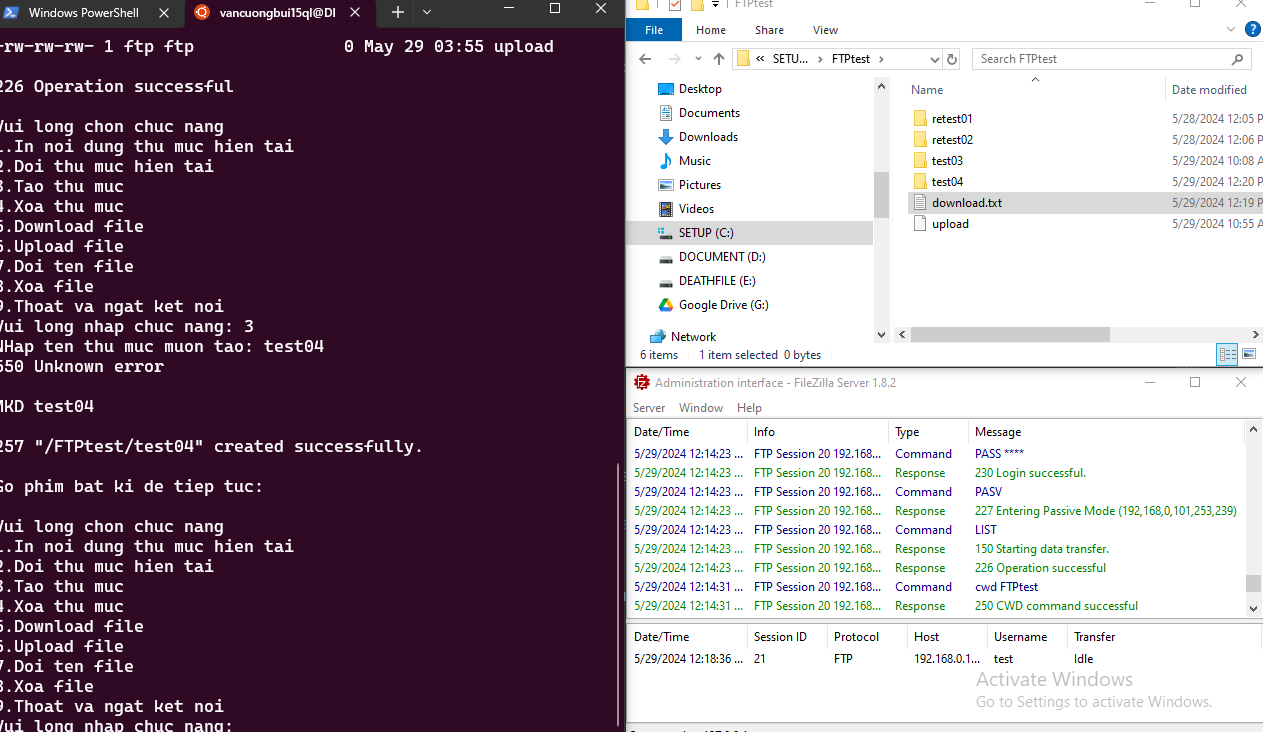 Windows PowerShell
vancuongbui15ql@DI
-rw-rw-rw- 1 ftp ftp 0 May 29 03:55 upload
226 Operation successful
Vui long chon chuc nang
1.In noi dung thu muc hien tai
2.Doi thu muc hien tai
3.Tao thu muc
4.Xoa thu muc
5.Download file
6.Upload file
7.Doi ten file
8.Xoa file
9.Thoat va ngat ket noi
Vui long nhap chuc nang: 3
NHap ten thu muc muon tao: test04
550 Unknown error
MKD test04
257 "/FTPtest/test04" created successfully.
Go phim bat ki de tiep tuc:
Vui long chon chuc nang
1.In noi dung thu muc hien tai
2.Doi thu muc hien tai
3.Tao thu muc
4.Xoa thu muc
5.Download file
6.Upload file
7.Doi ten file
8.Xoa file
9.Thoat va ngat ket noi
Vui long nhap chuc nang:
FTPtest
File Home Share View
« SETU... › FTPtest ›
Search FTPtest
Desktop
Documents
Downloads
Music
Pictures
Videos
SETUP (C:)
DOCUMENT (D:)
DEATHFILE (E:)
Google Drive (G:)
Network
Name Date modified
retest01 5/28/2024 12:05 P
retest02 5/28/2024 12:06 P
test03 5/29/2024 10:08 A
test04 5/29/2024 12:20 P
download.txt 5/29/2024 12:19 P
upload 5/29/2024 10:55 A
6 items 1 item selected 0 bytes
Administration interface - FileZilla Server 1.8.2
Server Window Help
Date/Time Info Type Message
5/29/2024 12:14:23 ... FTP Session 20 192.168... Command PASS ****
5/29/2024 12:14:23 ... FTP Session 20 192.168... Response 230 Login successful.
5/29/2024 12:14:23 ... FTP Session 20 192.168... Command PASV
5/29/2024 12:14:23 ... FTP Session 20 192.168... Response 227 Entering Passive Mode (192,168,0,101,253,239)
5/29/2024 12:14:23 ... FTP Session 20 192.168... Command LIST
5/29/2024 12:14:23 ... FTP Session 20 192.168... Response 150 Starting data transfer.
5/29/2024 12:14:23 ... FTP Session 20 192.168... Response 226 Operation successful
5/29/2024 12:14:31 ... FTP Session 20 192.168... Command cwd FTPtest
5/29/2024 12:14:31 ... FTP Session 20 192.168... Response 250 CWD command successful
Date/Time Session ID Protocol Host Username Transfer
5/29/2024 12:18:36 ... 21 FTP 192.168.0.1... test Idle
Activate Windows
Go to Settings to activate Windows.